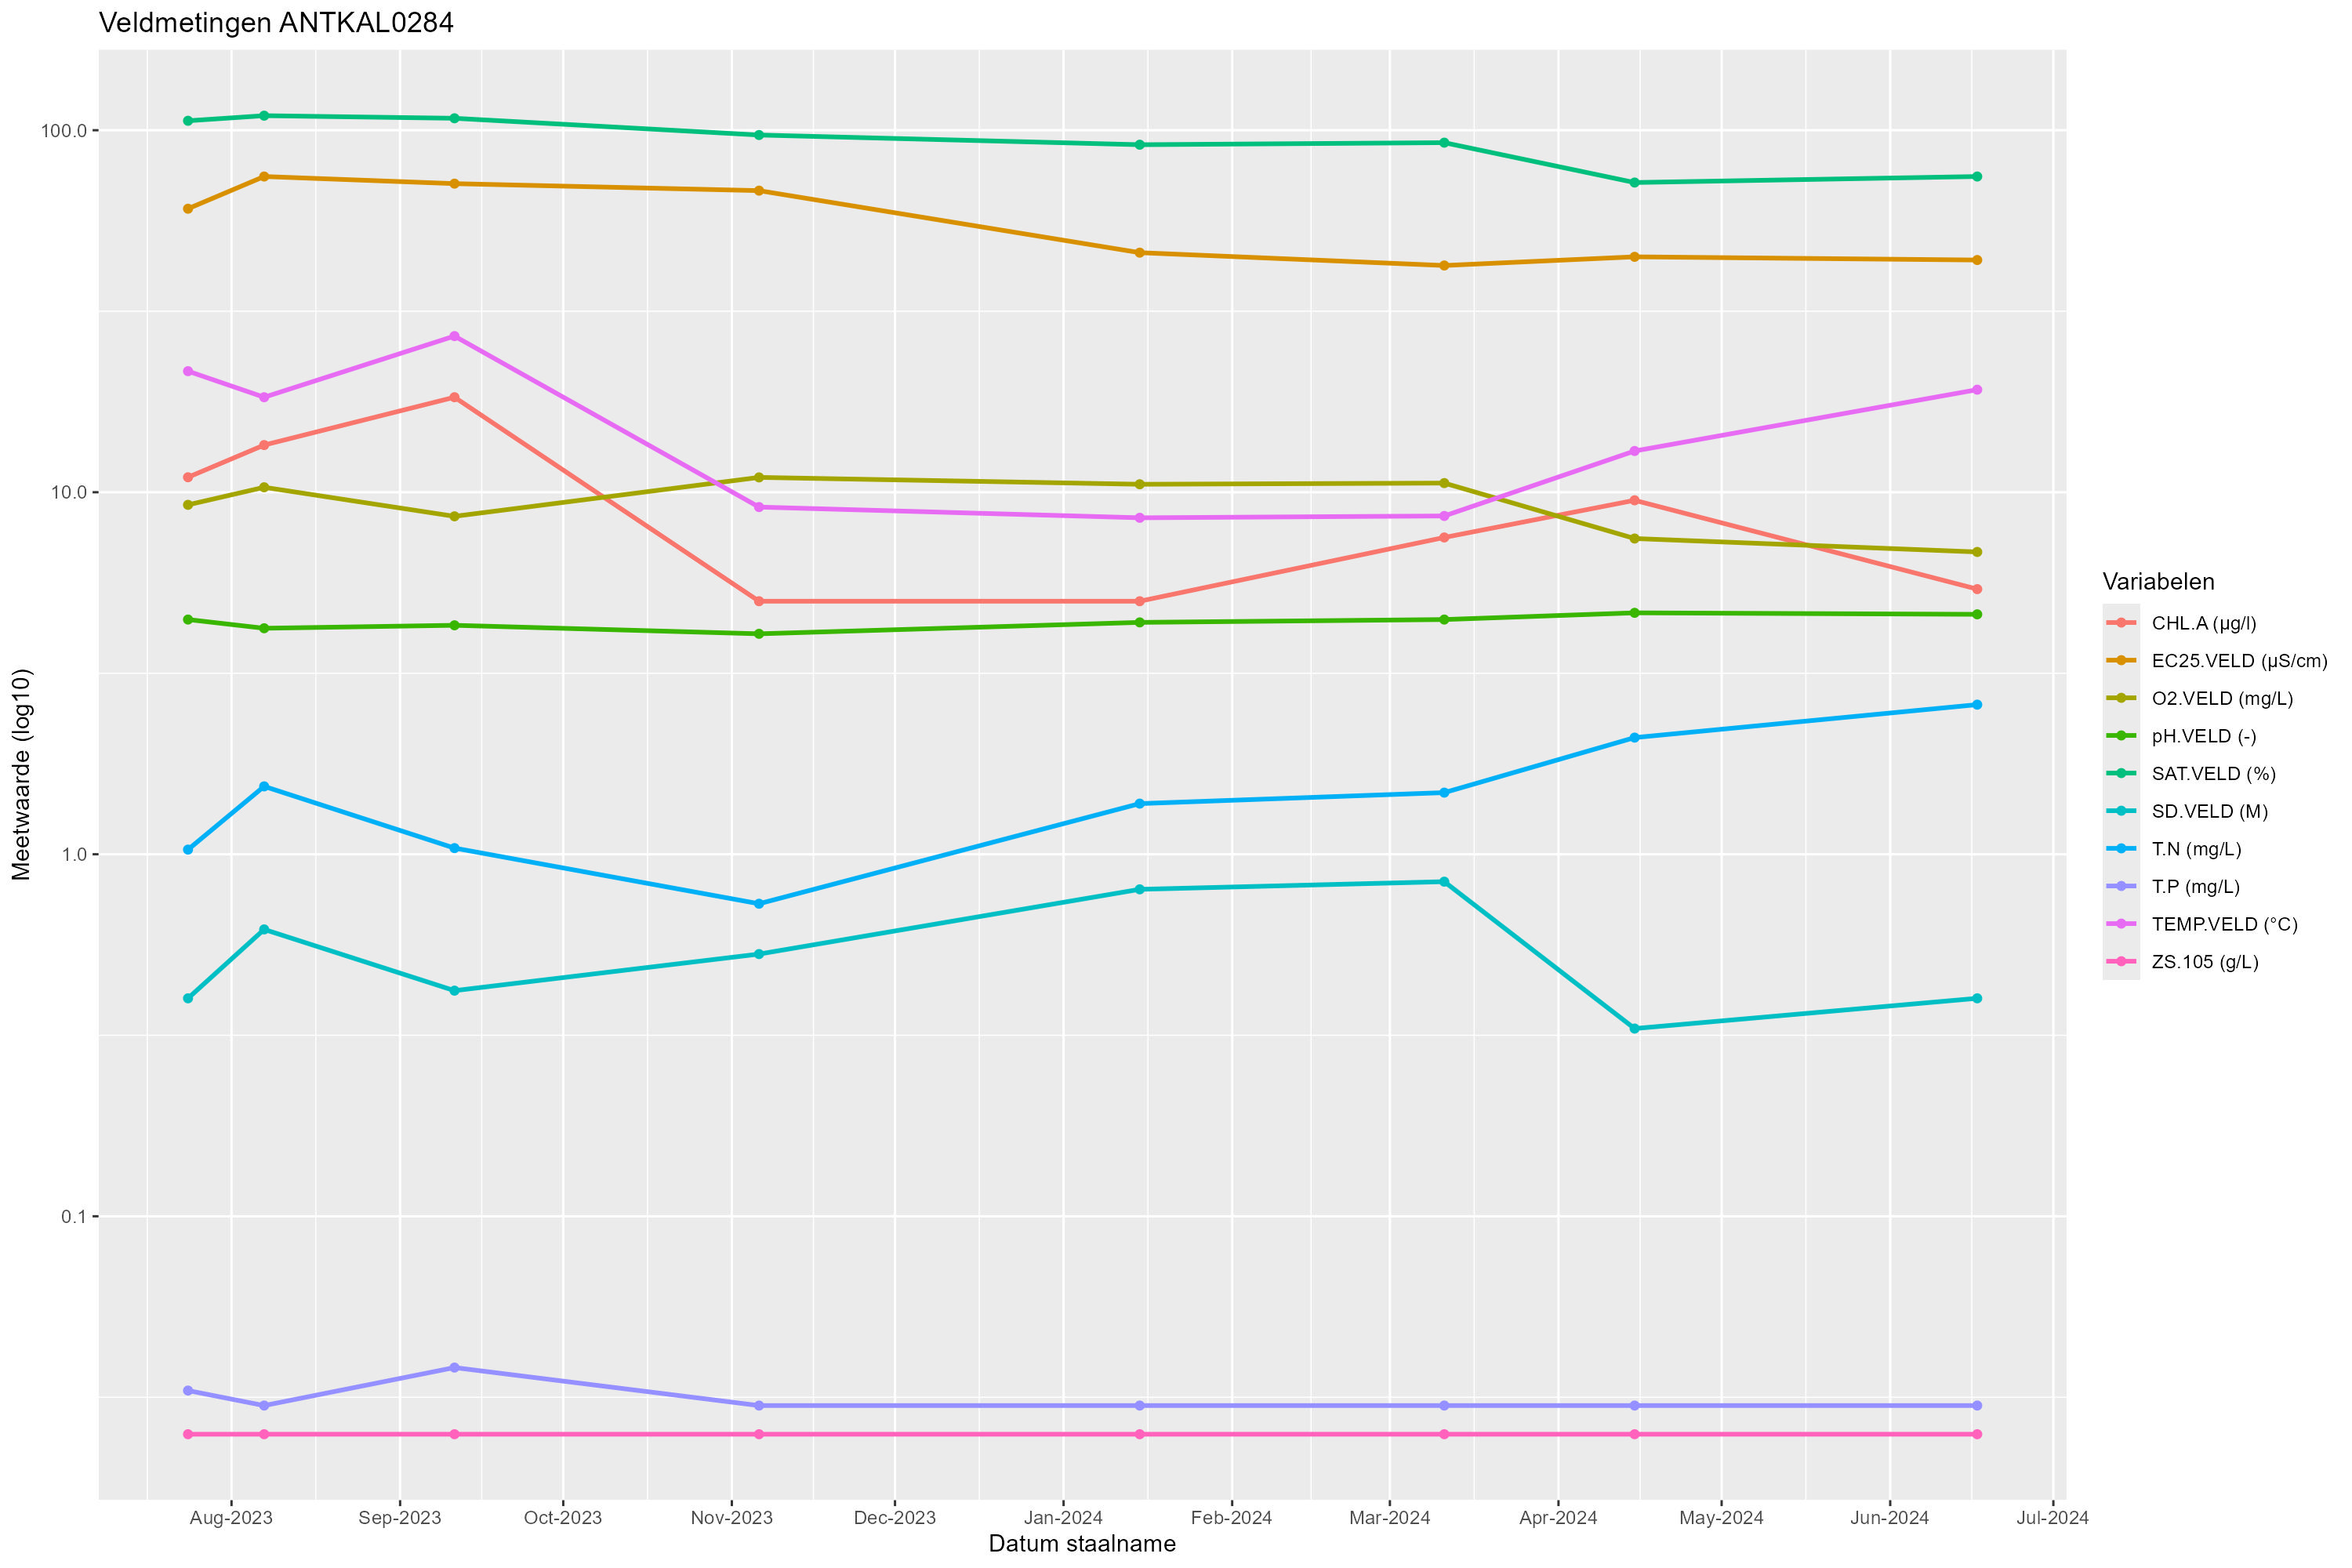 Veldmetingen ANTKAL0284
100.0
10.0
1.0
0.1
Meetwaarde (log10)
Aug-2023
Sep-2023
Oct-2023
Nov-2023
Dec-2023
Jan-2024
Feb-2024
Mar-2024
Apr-2024
May-2024
Jun-2024
Jul-2024
Datum staalname
Variabelen
CHL.A (µg/l)
EC25.VELD (µS/cm)
O2.VELD (mg/L)
pH.VELD (-)
SAT.VELD (%)
SD.VELD (M)
T.N (mg/L)
T.P (mg/L)
TEMP.VELD (°C)
ZS.105 (g/L)